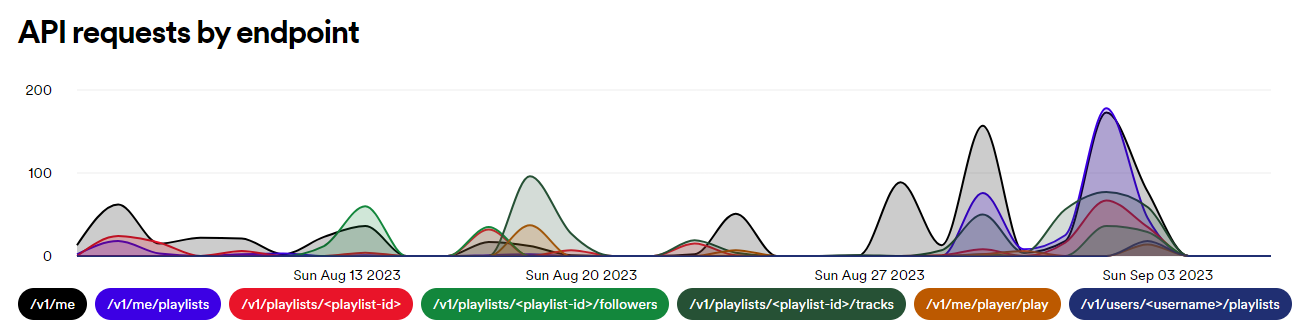 API requests by endpoint
200
100
0
Sun Aug 13 2023 Sun Aug 20 2023 Sun Aug 27 2023 Sun Sep 03 2023
/v1/me /v1/me/playlists /v1/playlists/<playlist-id> /v1/playlists/<playlist-id>/followers /v1/playlists/<playlist-id>/tracks /v1/me/player/play /v1/users/<username>/playlists